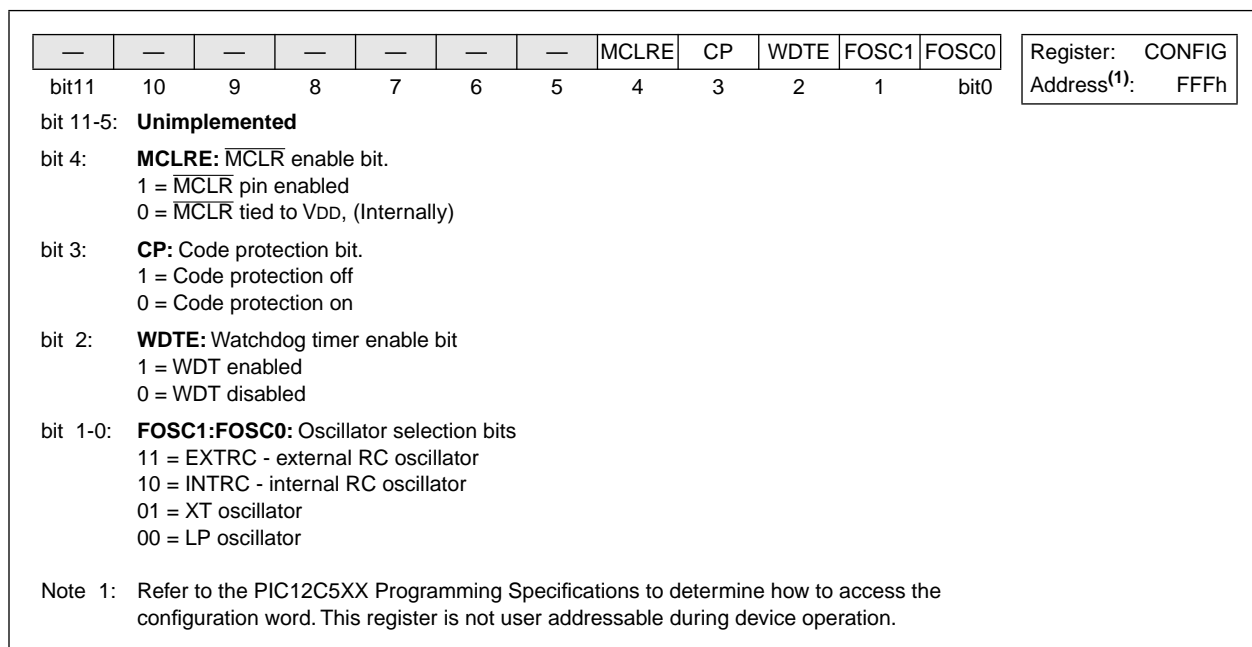 — — — — — — — MCLRE CP WDTE FOSC1 FOSC0
bit11 10 9 8 7 6 5 4 3 2 1 bit0
Register: CONFIG
Address(1): FFFh
bit 11-5: Unimplemented
bit 4: MCLRE: MCLR enable bit.
1 = MCLR pin enabled
0 = MCLR tied to VDD, (Internally)
bit 3: CP: Code protection bit.
1 = Code protection off
0 = Code protection on
bit 2: WDTE: Watchdog timer enable bit
1 = WDT enabled
0 = WDT disabled
bit 1-0: FOSC1:FOSC0: Oscillator selection bits
11 = EXTRC - external RC oscillator
10 = INTRC - internal RC oscillator
01 = XT oscillator
00 = LP oscillator
Note 1: Refer to the PIC12C5XX Programming Specifications to determine how to access the
configuration word. This register is not user addressable during device operation.